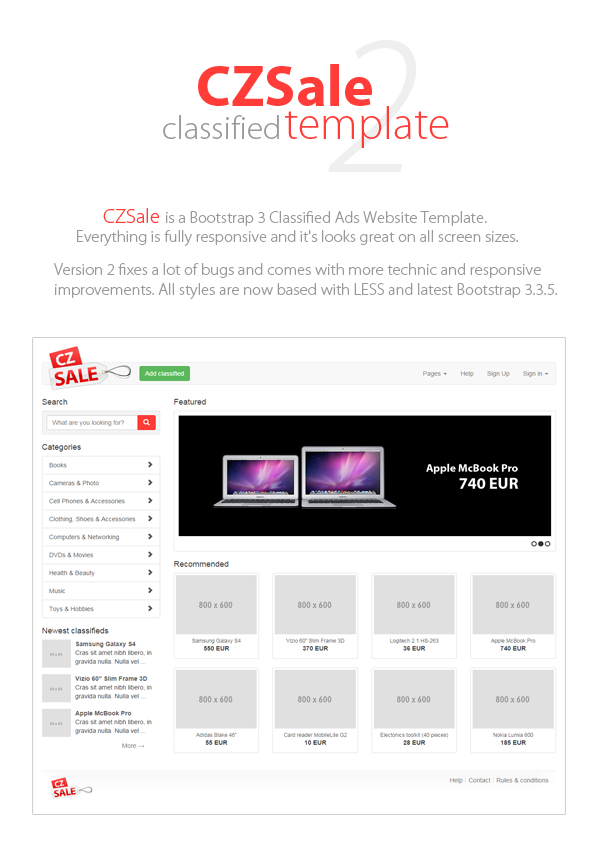 CZSale 2
classified template
CZSale is a Bootstrap 3 Classified Ads Website Template.
Everything is fully responsive and it's looks great on all screen sizes.
Version 2 fixes a lot of bugs and comes with more technic and responsive
improvements. All styles are now based with LESS and latest Bootstrap 3.3.5.
CZ
SALE
Add classified
Pages
Help
Sign Up
Sign in
Search
What are you looking for?
Categories
Books
Cameras & Photo
Cell Phones & Accessories
Clothing, Shoes & Accessories
Computers & Networking
DVDs & Movies
Health & Beauty
Music
Toys & Hobbies
Newest classifieds
Samsung Galaxy S4
Cras sit amet nibh libero, in
gravida nulla. Nulla vel ...
Vizio 60" Slim Frame 3D
Cras sit amet nibh libero, in
gravida nulla. Nulla vel ...
Apple McBook Pro
Cras sit amet nibh libero, in
gravida nulla. Nulla vel ...
More →
Featured
Apple McBook Pro
740 EUR
Recommended
800 x 600
Samsung Galaxy S4
550 EUR
800 x 600
Vizio 60" Slim Frame 3D
370 EUR
800 x 600
Logitech 2.1 HS-263
36 EUR
800 x 600
Apple McBook Pro
740 EUR
800 x 600
Adidas Blake 46"
55 EUR
800 x 600
Card reader MobileLite G2
10 EUR
800 x 600
Electonics toolkit (40 pieces)
28 EUR
800 x 600
Nokia Lumia 800
185 EUR
CZ
SALE
Help | Contact | Rules & conditions